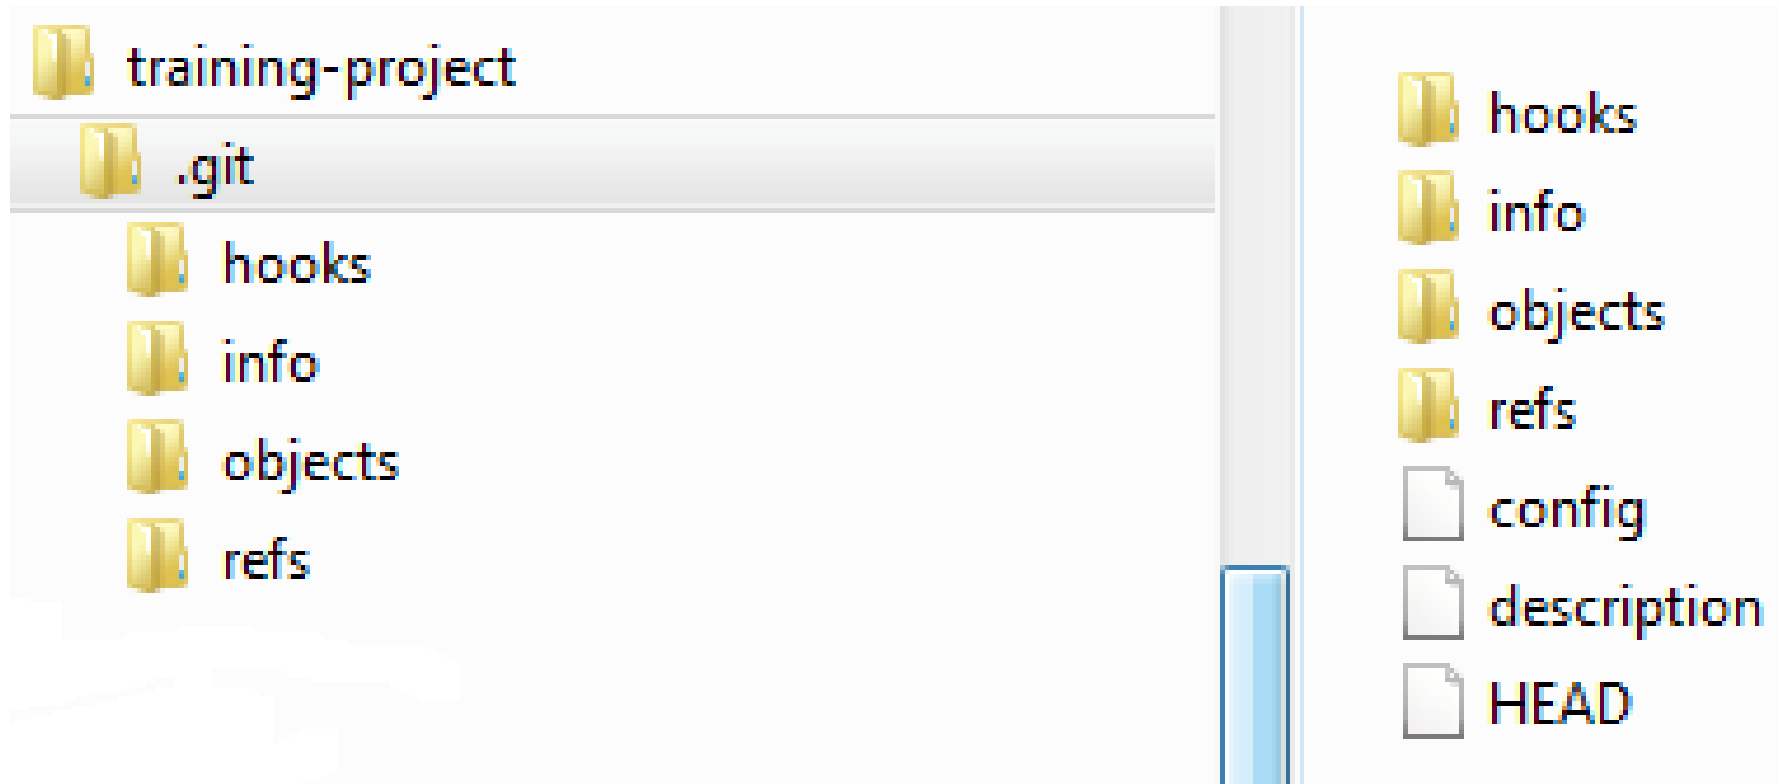 training-project
.git
hooks
info
objects
refs
hooks
info
objects
refs
config
description
HEAD